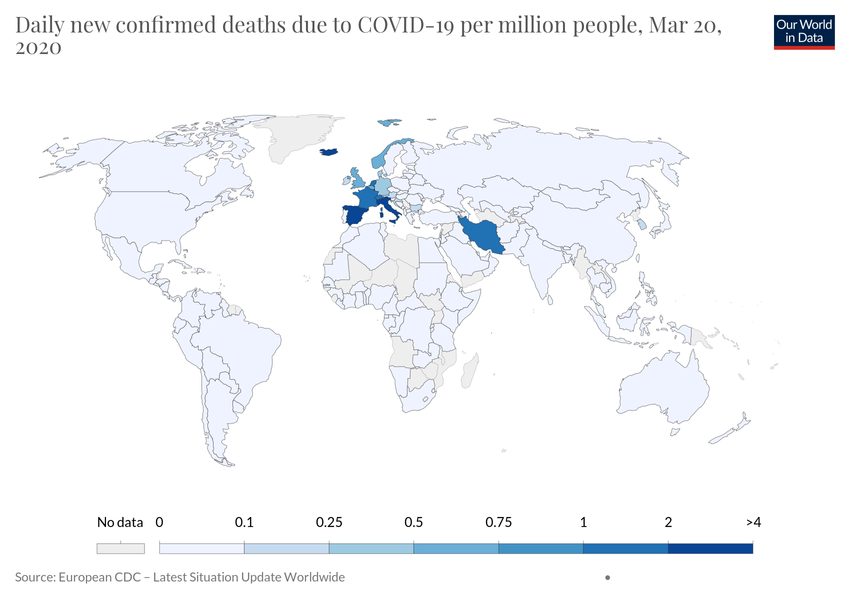 Daily new confirmed deaths due to COVID-19 per million people, Mar 20,
2020
Our World
in Data
No data 0 0.1 0.25 0.5 0.75 1 2 >4
Source: European CDC – Latest Situation Update Worldwide